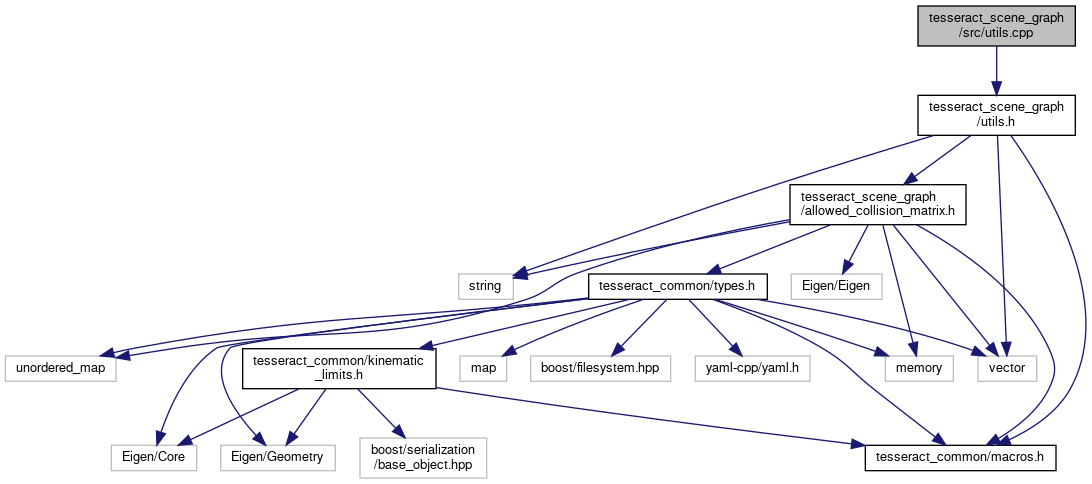 tesseract_scene_graph
/src/utils.cpp
tesseract_scene_graph
/utils.h
tesseract_scene_graph
/allowed_collision_matrix.h
string
tesseract_common/types.h
Eigen/Eigen
unordered_map
tesseract_common/kinematic
_limits.h
map
boost/filesystem.hpp
yaml-cpp/yaml.h
memory
vector
Eigen/Core
Eigen/Geometry
boost/serialization
/base_object.hpp
tesseract_common/macros.h